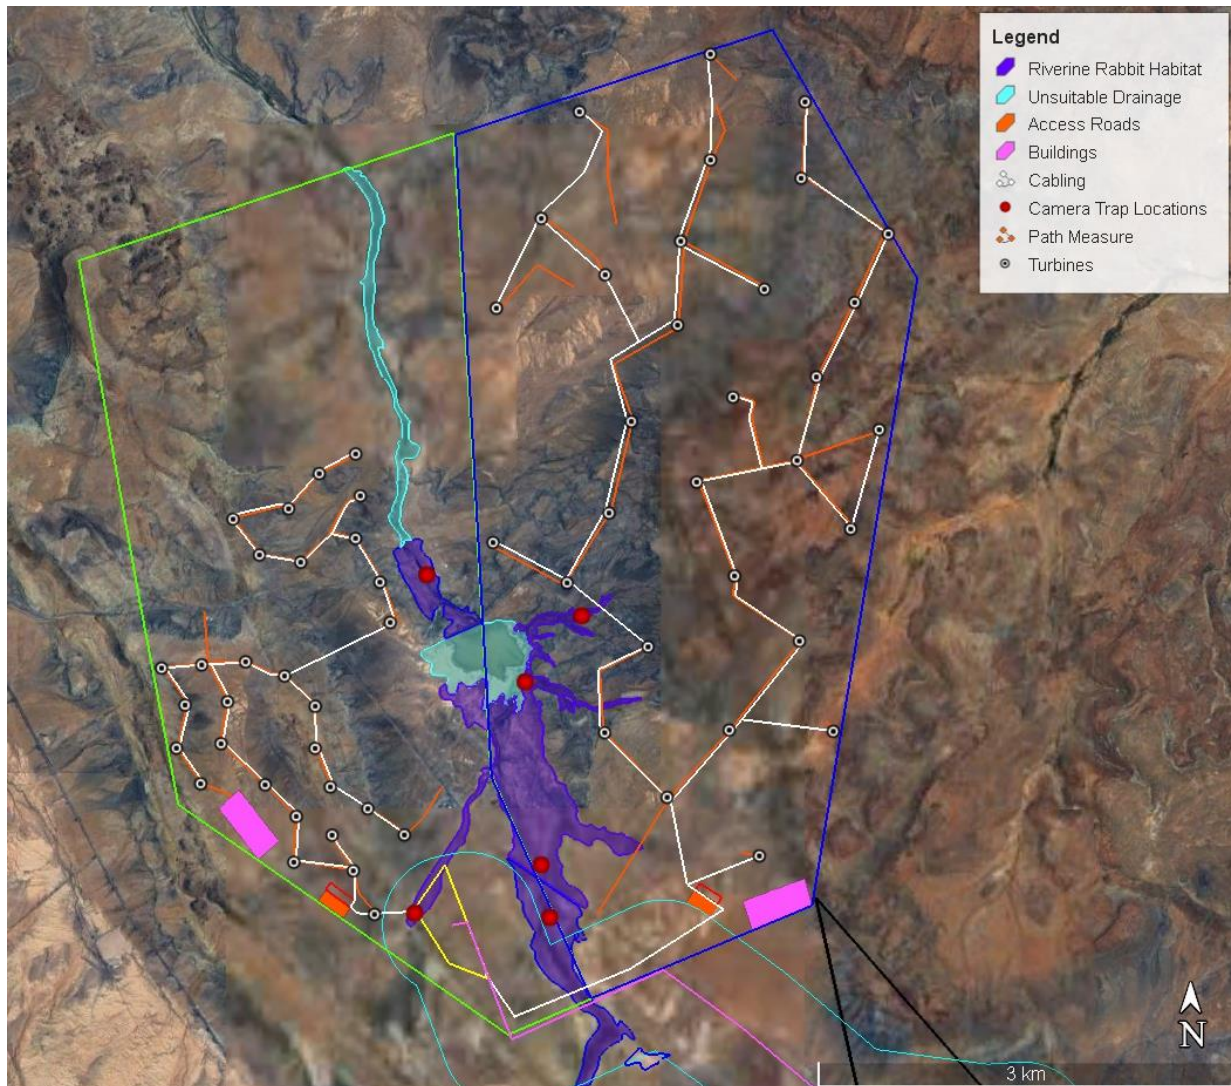 Legend
Riverine Rabbit Habitat
Unsuitable Drainage
Access Roads
Buildings
Cabling
Camera Trap Locations
Path Measure
Turbines
N
3 km